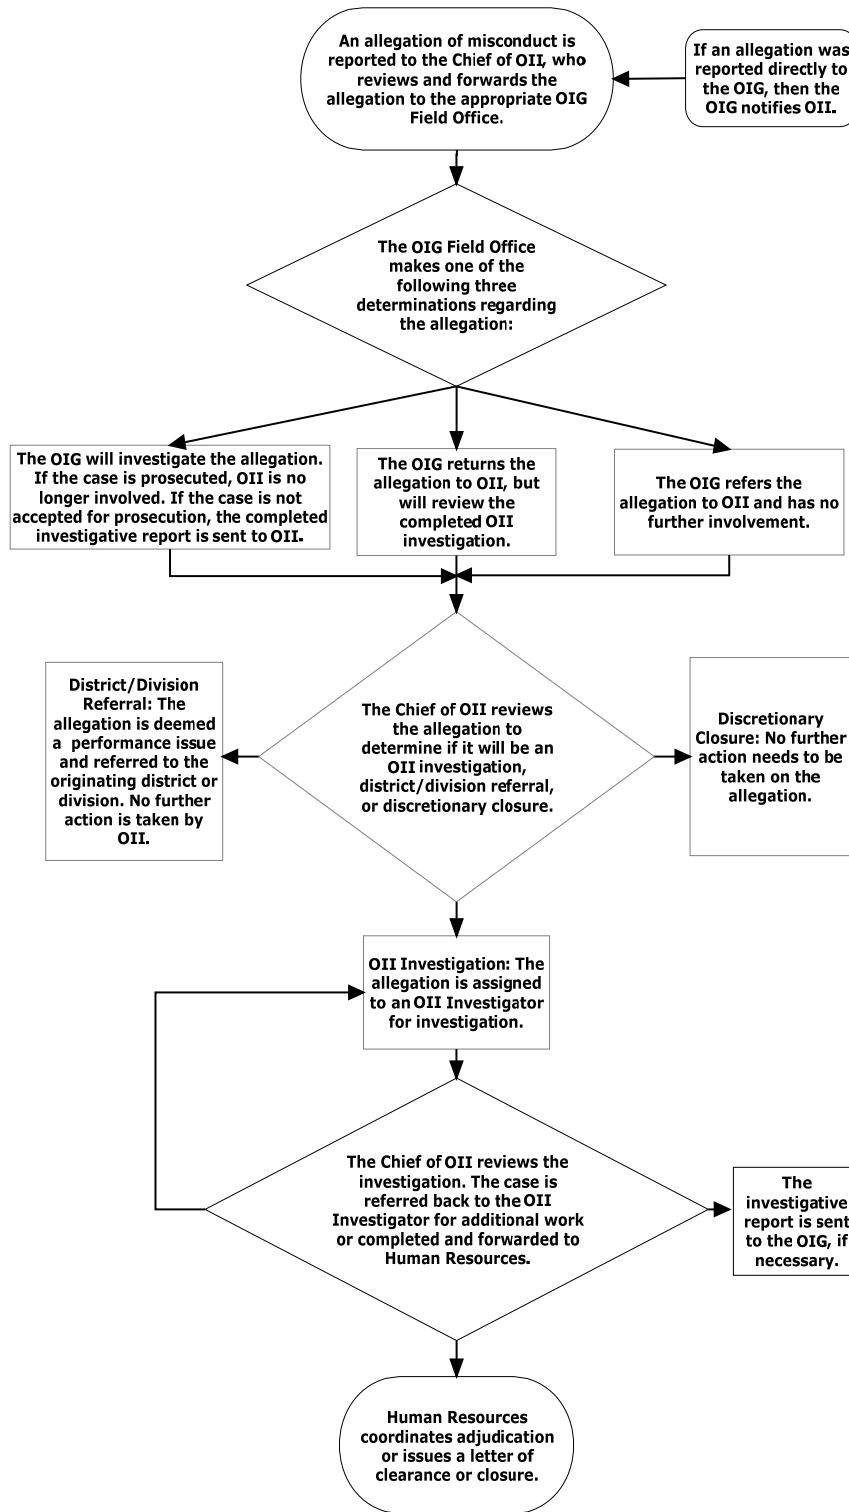 An allegation of misconduct is
reported to the Chief of OII, who
reviews and forwards the
allegation to the appropriate OIG
Field Office.
If an allegation was
reported directly to
the OIG, then the
OIG notifies OII.
The OIG Field Office
makes one of the
following three
determinations regarding
the allegation:
The OIG will investigate the allegation.
If the case is prosecuted, OII is no
longer involved. If the case is not
accepted for prosecution, the completed
investigative report is sent to OII.
The OIG returns the
allegation to OII, but
will review the
completed OII
investigation.
The OIG refers the
allegation to OII and has no
further involvement.
District/Division
Referral: The
allegation is deemed
a performance issue
and referred to the
originating district or
division. No further
action is taken by
OII.
The Chief of OII reviews
the allegation to
determine if it will be an
OII investigation,
district/division referral,
or discretionary closure.
Discretionary
Closure: No further
action needs to be
taken on the
allegation.
OII Investigation: The
allegation is assigned
to an OII Investigator
for investigation.
The Chief of OII reviews the
investigation. The case is
referred back to the OII
Investigator for additional work
or completed and forwarded to
Human Resources.
The
investigative
report is sent
to the OIG, if
necessary.
Human Resources
coordinates adjudication
or issues a letter of
clearance or closure.